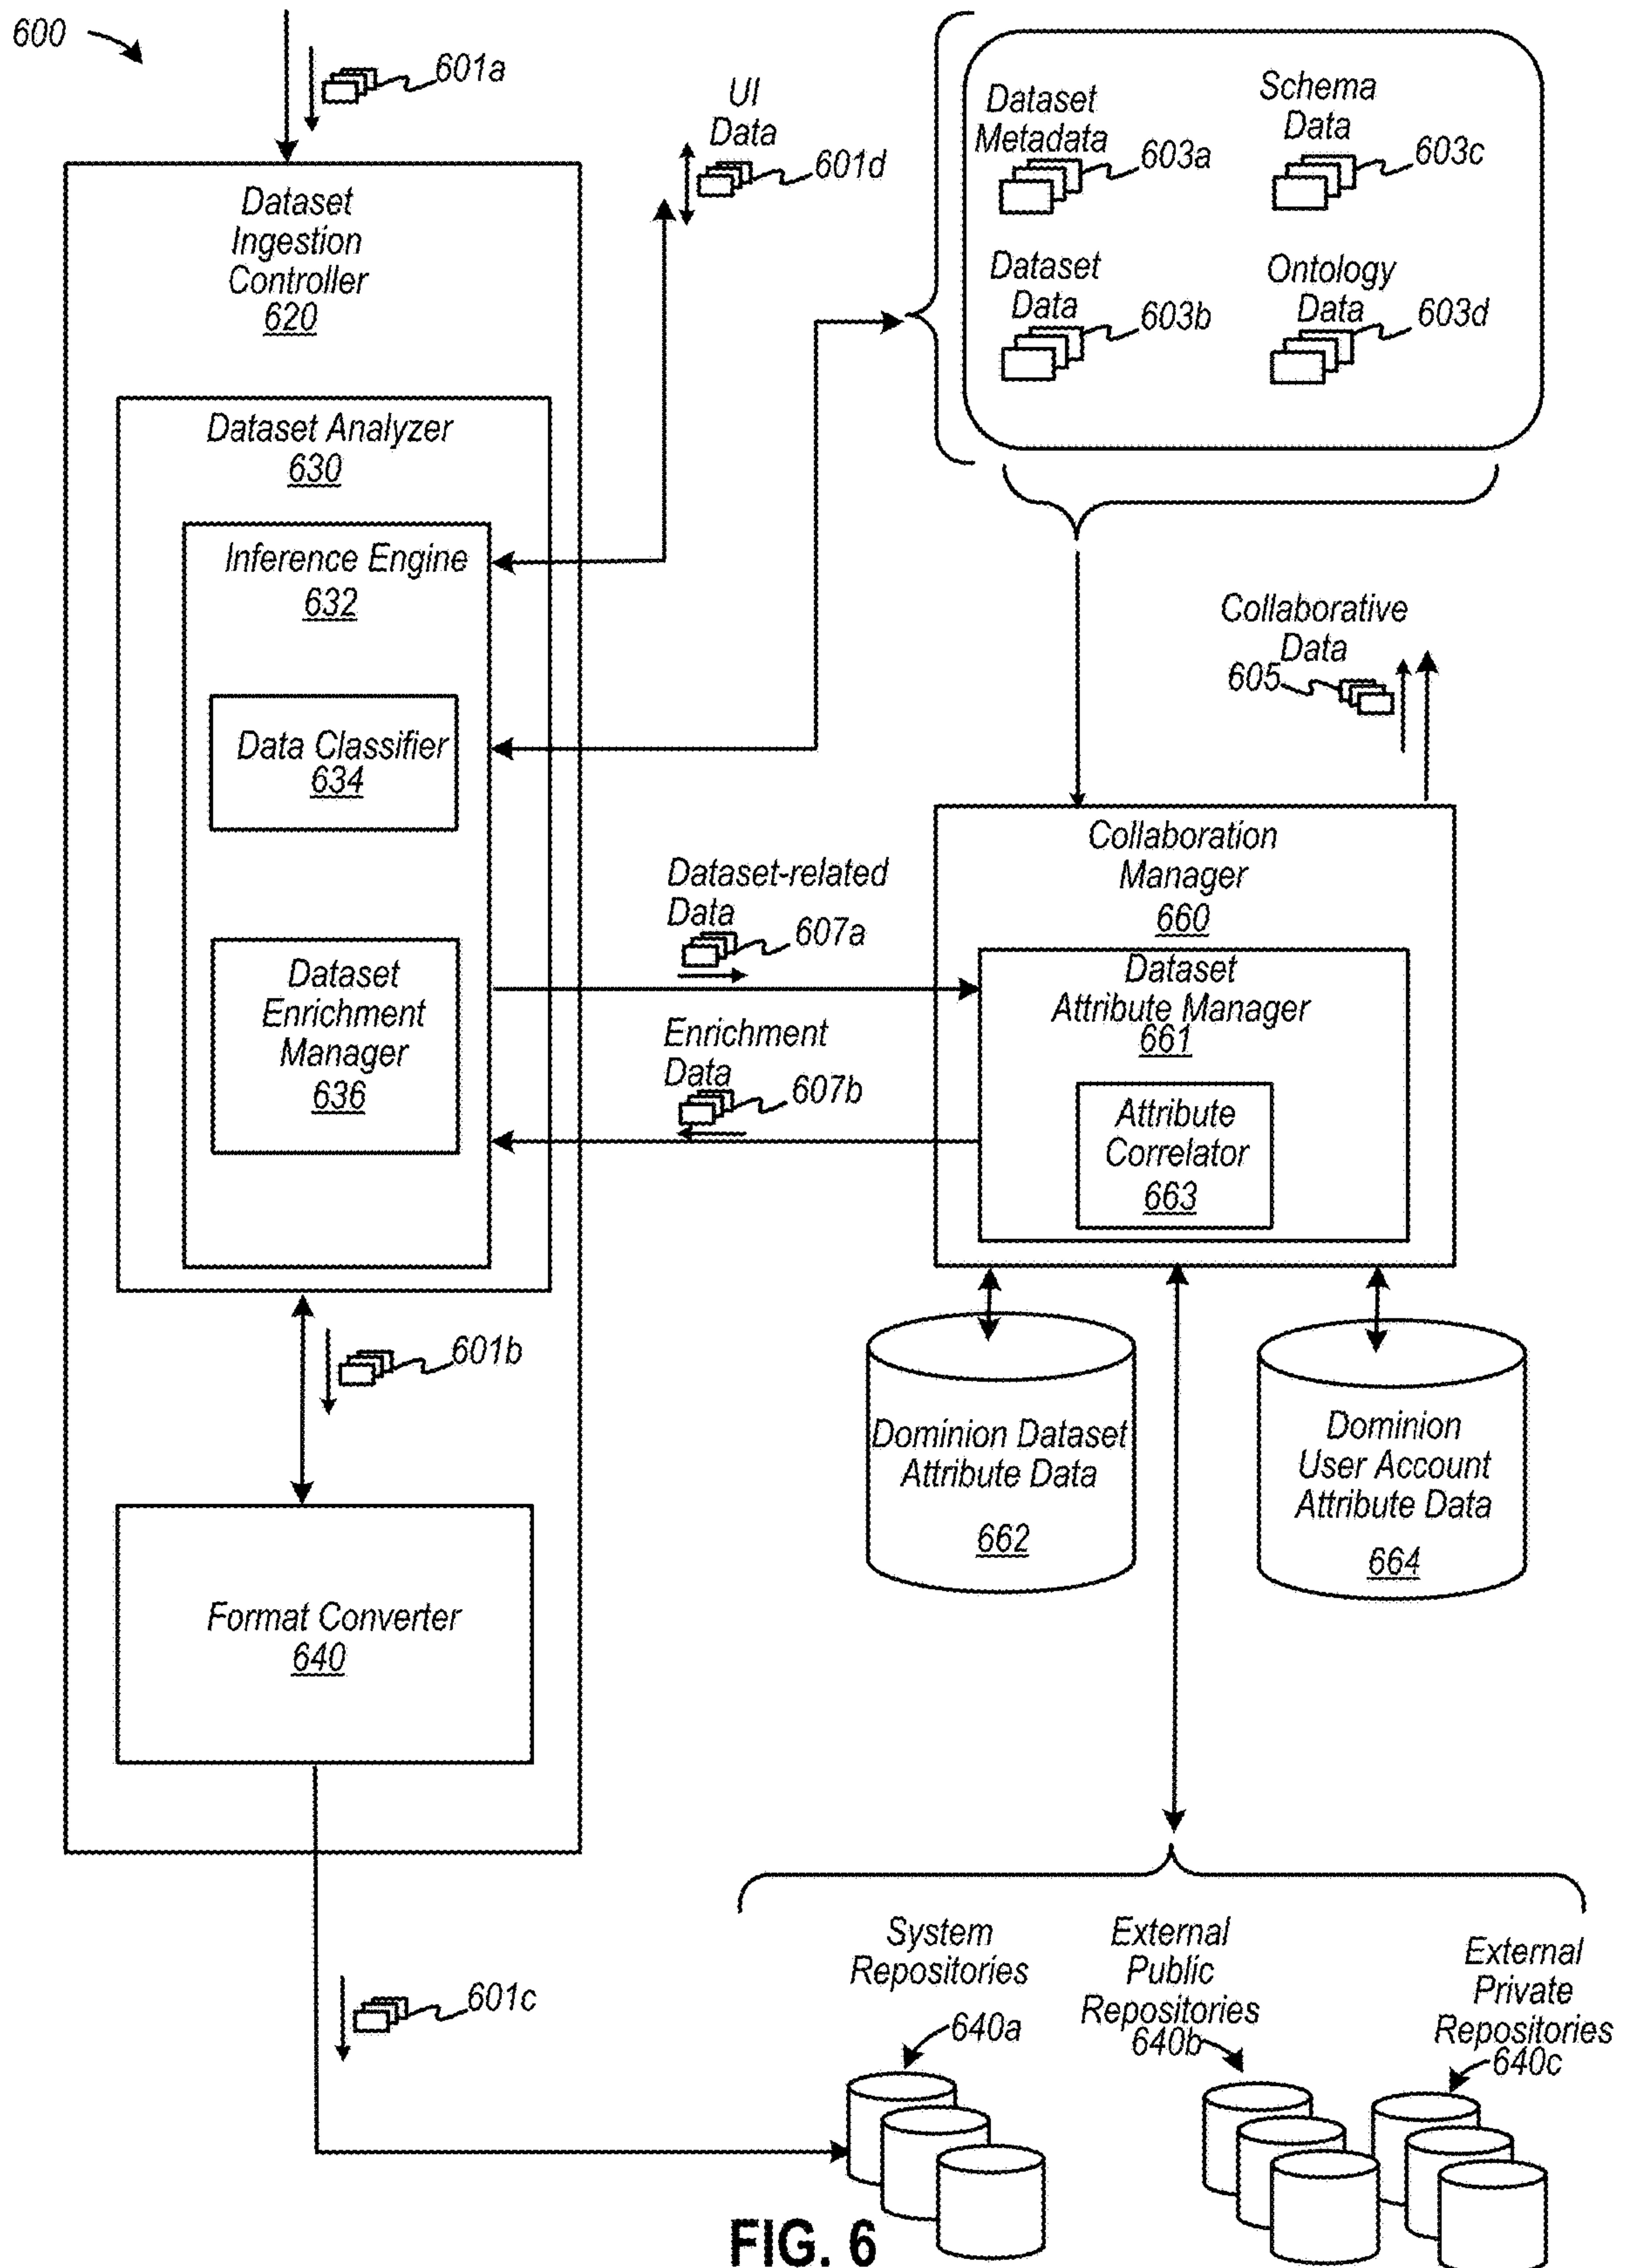 600
601a
Dataset
Ingestion
Controller
620
Dataset Analyzer
630
Inference Engine
632
Data Classifier
634
Dataset
Enrichment
Manager
636
601b
Format Converter
640
601c
UI
Data
601d
Dataset
Metadata
603a
Schema
Data
603c
Dataset
Data
603b
Ontology
Data
603d
Collaborative
Data
605
Dataset-related
Data
607a
Enrichment
Data
607b
Collaboration
Manager
660
Dataset
Attribute Manager
661
Attribute
Correlator
663
Dominion Dataset
Attribute Data
662
Dominion
User Account
Attribute Data
664
System
Repositories
640a
External
Public
Repositories
640b
External
Private
Repositories
640c
FIG. 6